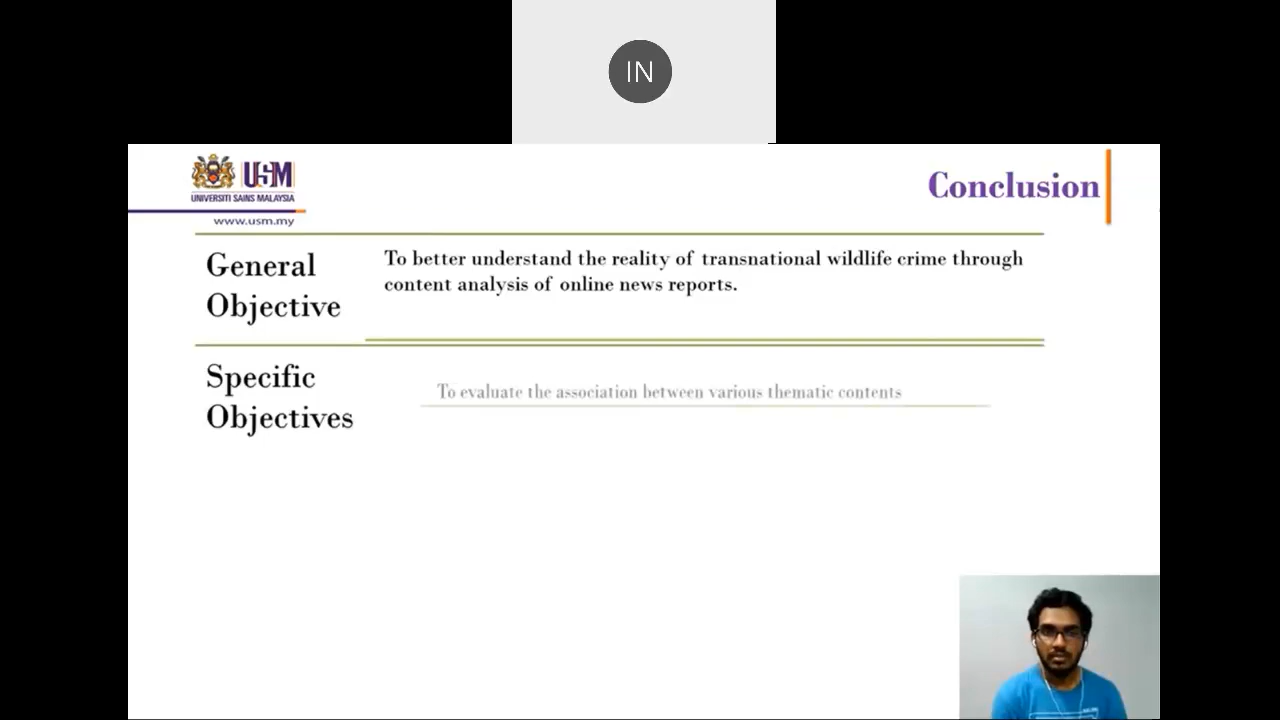 IN
USM
UNIVERSITI SAINS MALAYSIA
www.usm.my
Conclusion
General
Objective
To better understand the reality of transnational wildlife crime through
content analysis of online news reports.
Specific
Objectives
To evaluate the association between various thematic contents